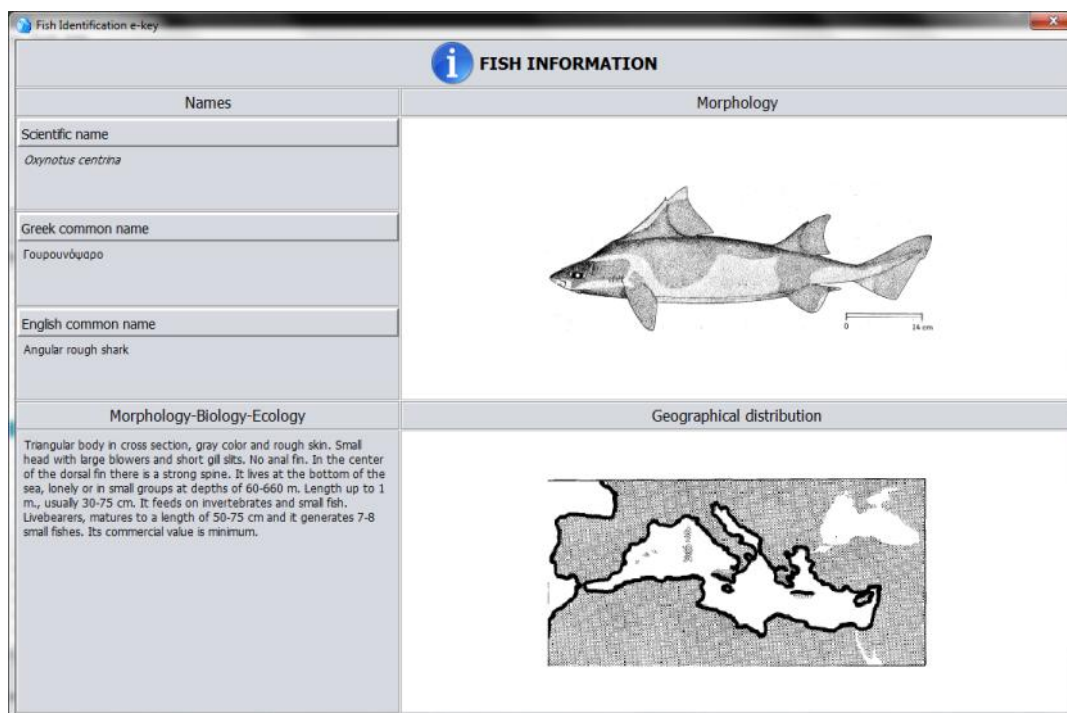 Fish Identification e-key
FISH INFORMATION
Names
Scientific name
Oxynotus centrina
Greek common name
Γουρουνόψαρο
English common name
Angular rough shark
Morphology
0 14 cm
Morphology-Biology-Ecology
Triangular body in cross section, gray color and rough skin. Small
head with large blowers and short gill slits. No anal fin. In the center
of the dorsal fin there is a strong spine. It lives at the bottom of the
sea, lonely or in small groups at depths of 60-660 m. Length up to 1
m., usually 30-75 cm. It feeds on invertebrates and small fish.
Livebearers, matures to a length of 50-75 cm and it generates 7-8
small fishes. Its commercial value is minimum.
Geographical distribution